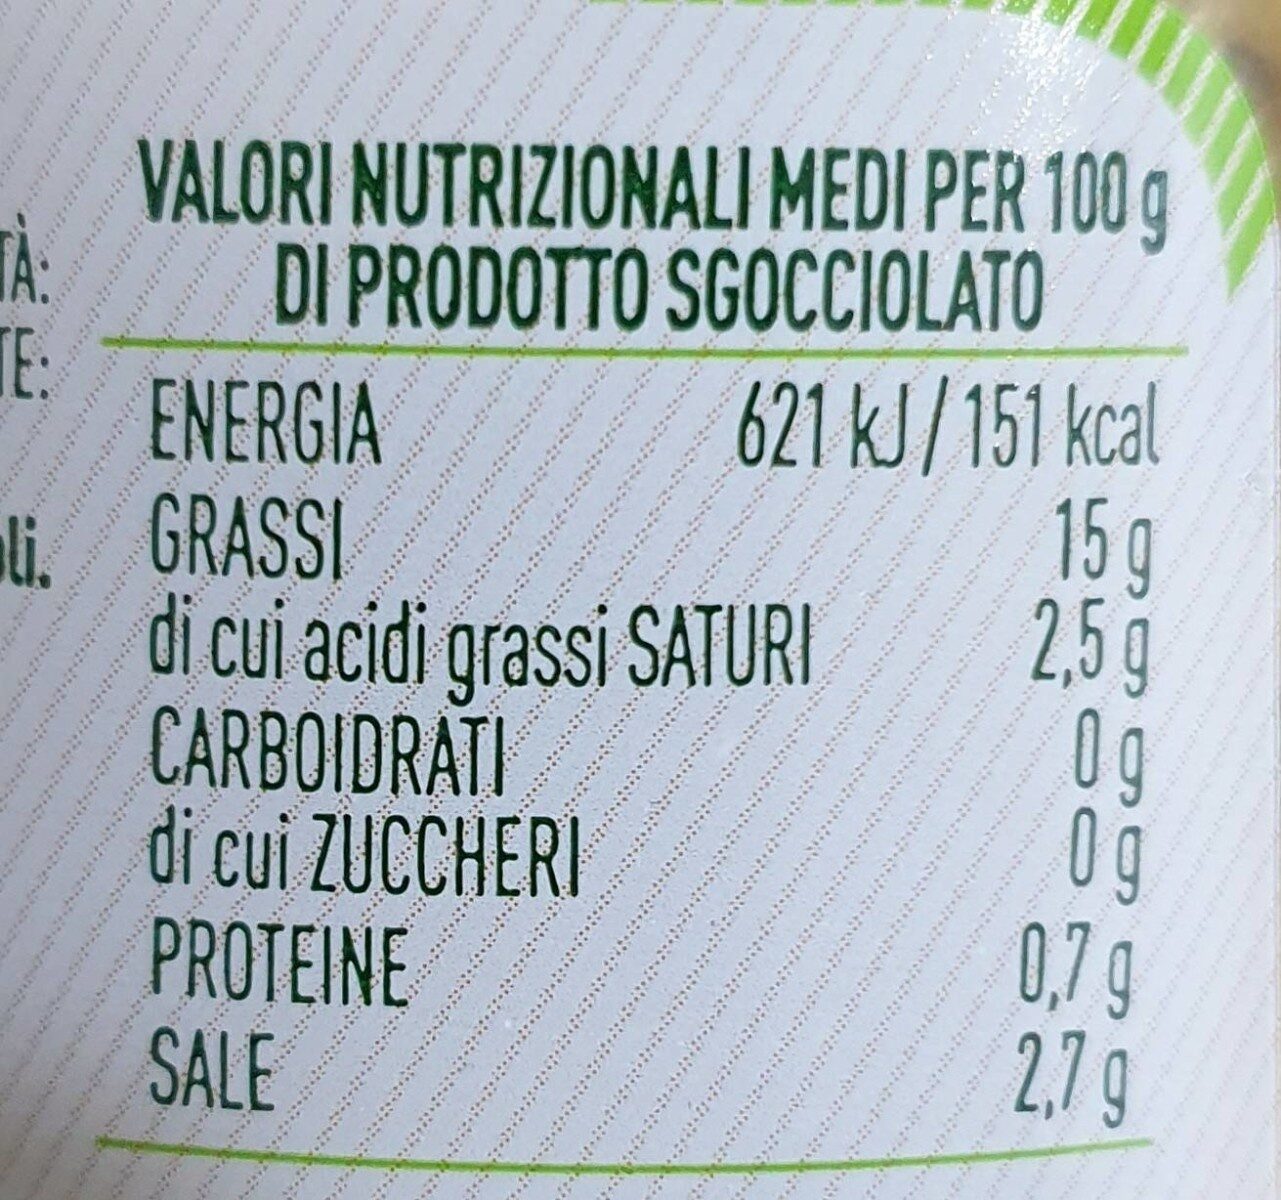 VALORI NUTRIZIONALI MEDI PER 100 g
DI PRODOTTO SGOCCIOLATO
ENERGIA 621 kJ / 151 kcal
GRASSI 15 g
di cui acidi grassi SATURI 2,5 g
CARBOIDRATI 0 g
di cui ZUCCHERI 0 g
PROTEINE 0,7 g
SALE 2,7 g